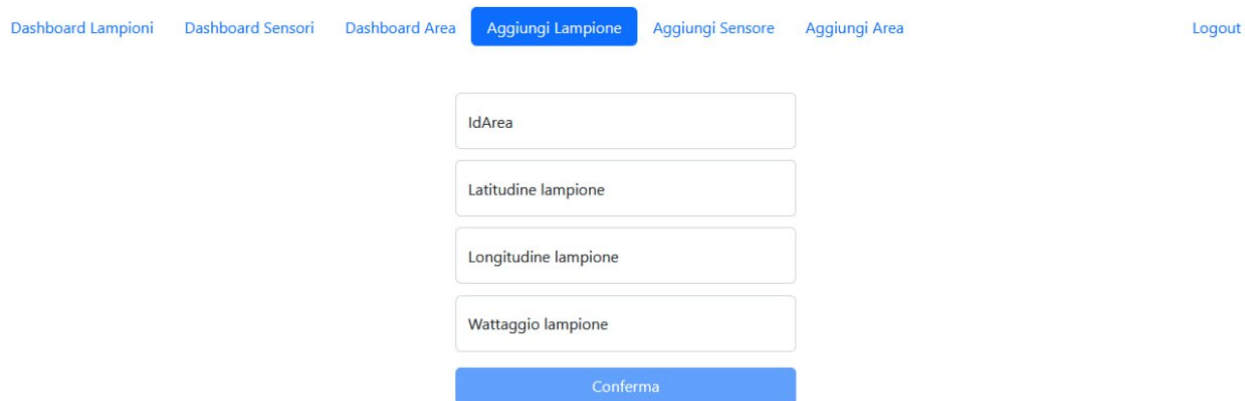 Dashboard Lampioni Dashboard Sensori Dashboard Area Aggiungi Lampione Aggiungi Sensore Aggiungi Area Logout
IdArea
Latitudine lampione
Longitudine lampione
Wattaggio lampione
Conferma